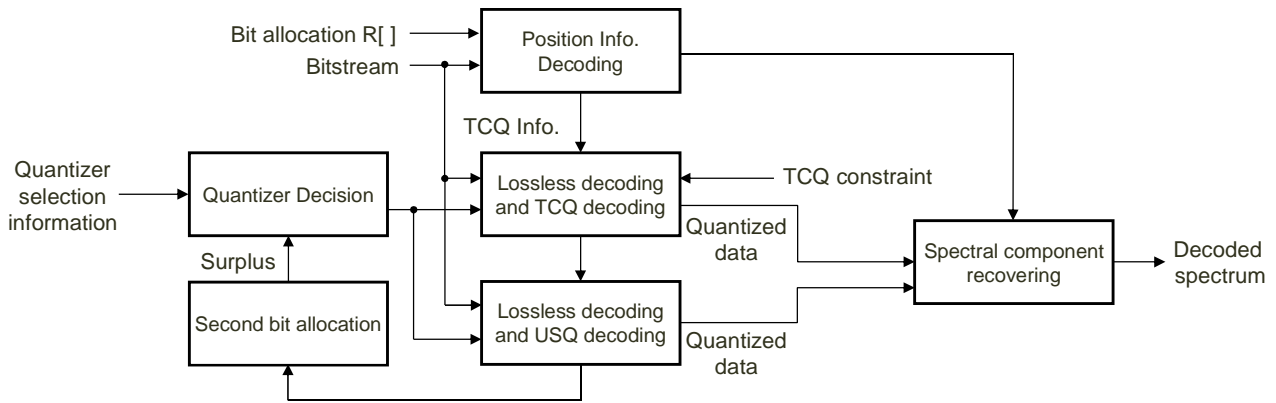 Bit allocation R[ ]
Bitstream
Position Info.
Decoding
TCQ Info.
Quantizer
selection
information
Quantizer Decision
Lossless decoding
and TCQ decoding
TCQ constraint
Quantized
data
Spectral component
recovering
Decoded
spectrum
Surplus
Second bit allocation
Lossless decoding
and USQ decoding
Quantized
data